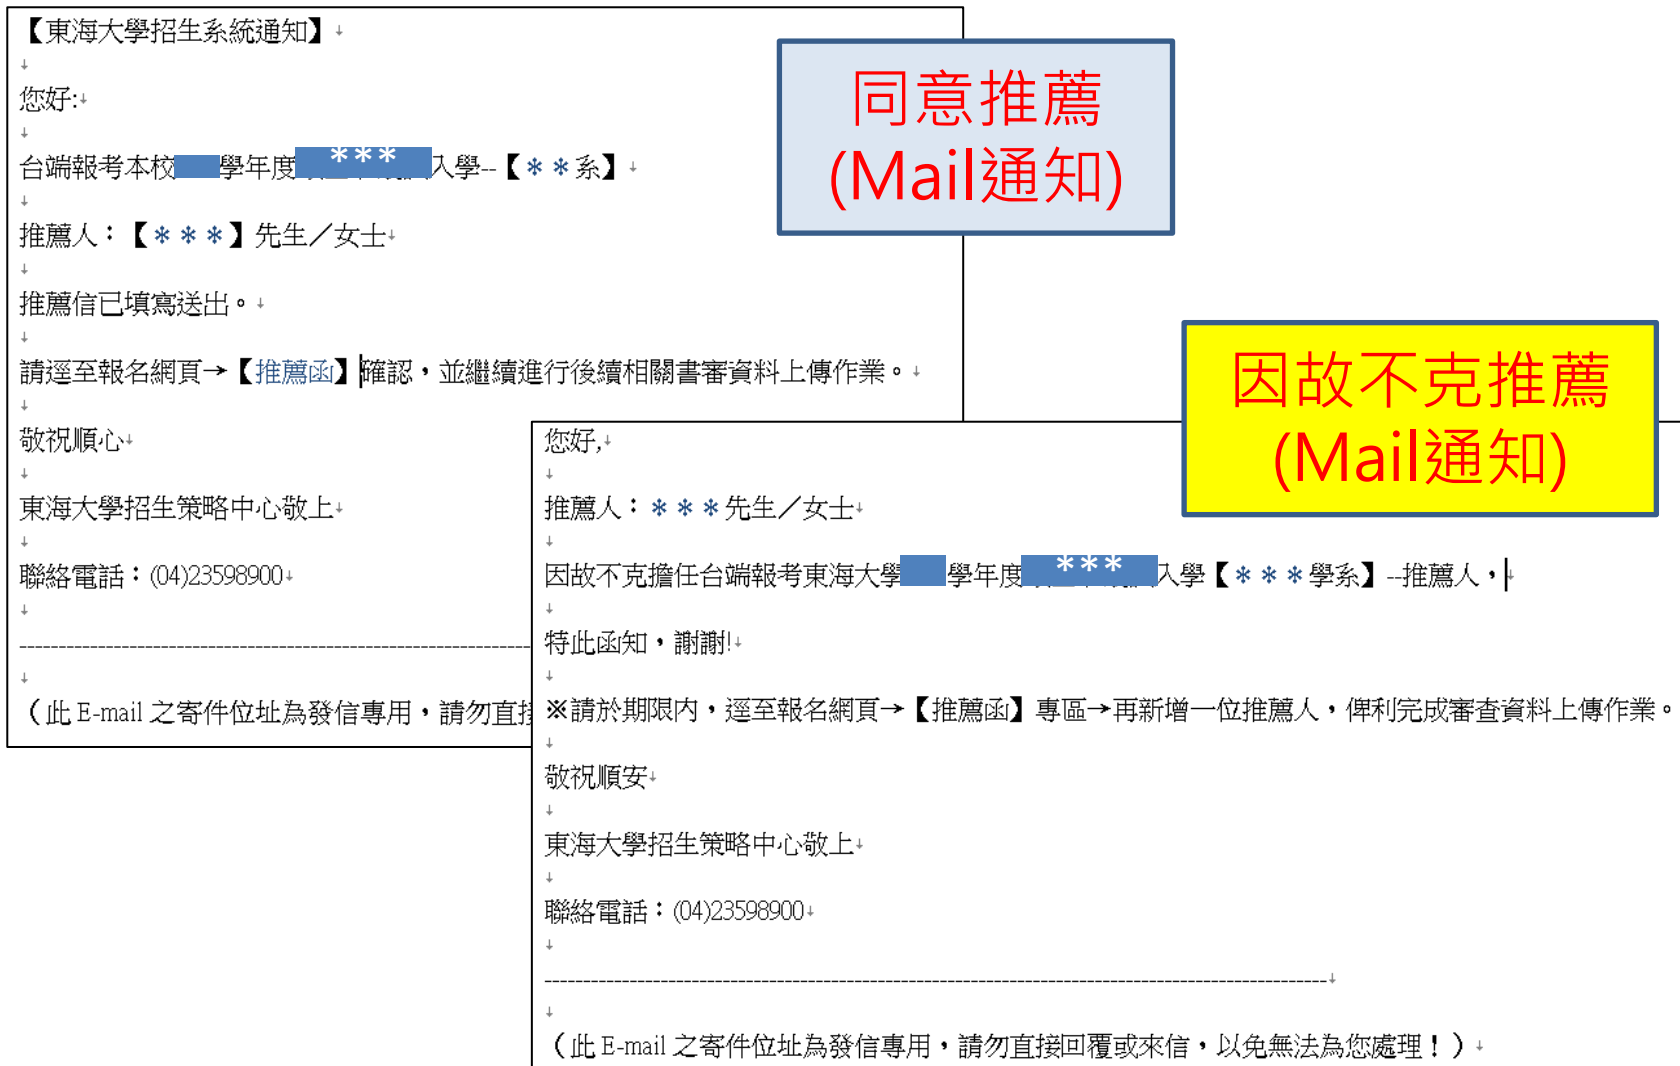 【東海大學招生系統通知】
您好:
台端報考本校 學年度 *** 入學--【＊＊系】
推薦人：【＊＊＊】先生／女士
推薦信已填寫送出。
請逕至報名網頁→【推薦函】確認，並繼續進行後續相關書審資料上傳作業。
敬祝順心
東海大學招生策略中心敬上
聯絡電話：(04)23598900
--------------------------------------------------------------------------
（此 E-mail 之寄件位址為發信專用，請勿直接
同意推薦
(Mail通知)
因故不克推薦
(Mail通知)
您好,
推薦人：＊＊＊先生／女士
因故不克擔任台端報考東海大學 學年度 *** 入學【＊＊＊學系】--推薦人，
特此函知，謝謝!
※請於期限內，逕至報名網頁→【推薦函】專區→再新增一位推薦人，俾利完成審查資料上傳作業。
敬祝順安
東海大學招生策略中心敬上
聯絡電話：(04)23598900
--------------------------------------------------------------------------------------------------------------
（此 E-mail 之寄件位址為發信專用，請勿直接回覆或來信，以免無法為您處理！）